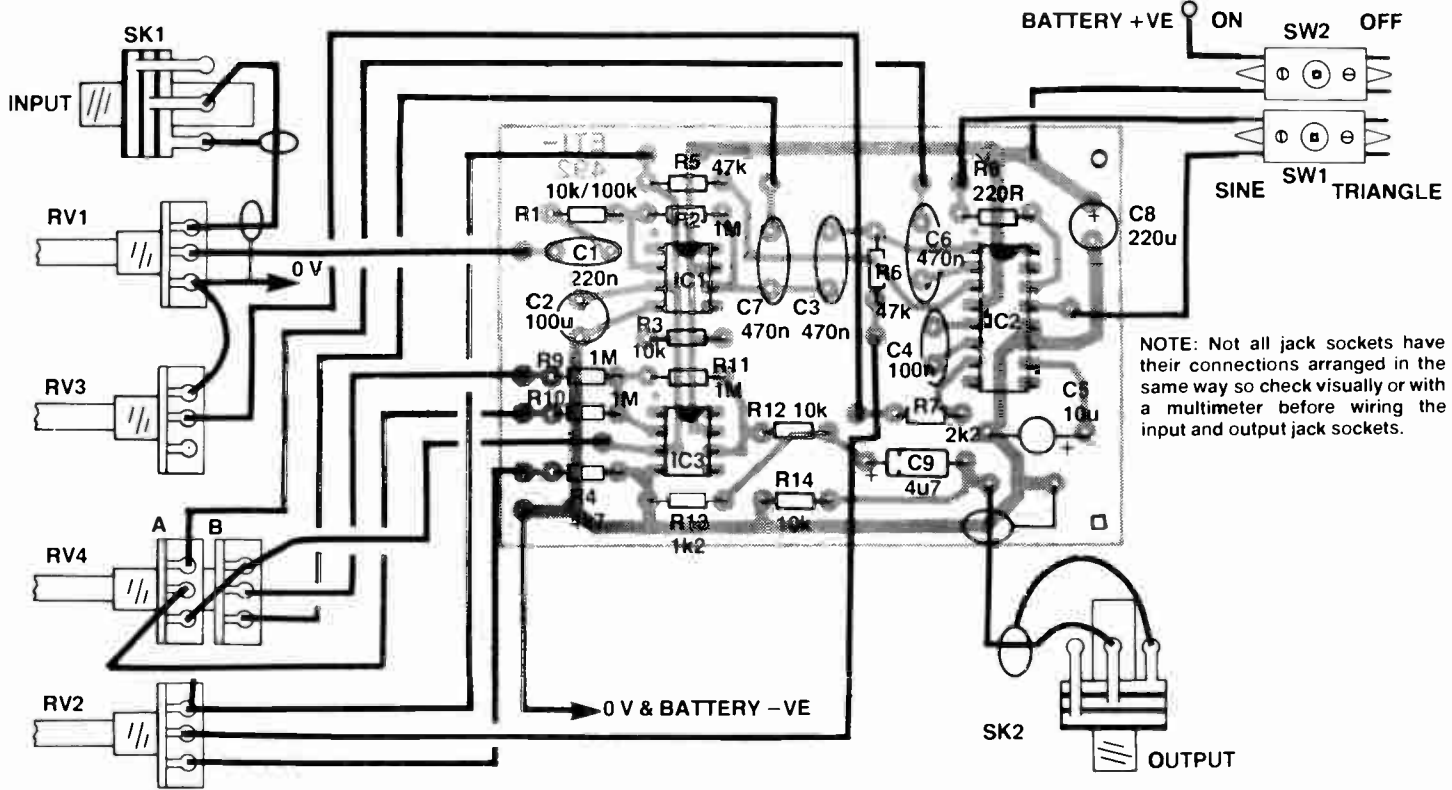 BATTERY +VE
ON
OFF
SK1
SW2
INPUT
SW1
SINE
TRIANGLE
ETI-
492
R5
47k
10k/100k
R1
R2
1M
R8
220R
C8
220u
RV1
0 V
C1
220n
IC1
C6
470n
R6
47k
C2
100u
R3
10k
C7
470n
C3
470n
IC2
C4
100n
NOTE: Not all jack sockets have
their connections arranged in the
same way so check visually or with
a multimeter before wiring the
input and output jack sockets.
RV3
R9
1M
R11
1M
R10
1M
R12 10k
R7
2k2
C5
10u
IC3
C9
4u7
R4
R13
1k2
R14
10k
A
B
RV4
RV2
0 V & BATTERY –VE
SK2
OUTPUT